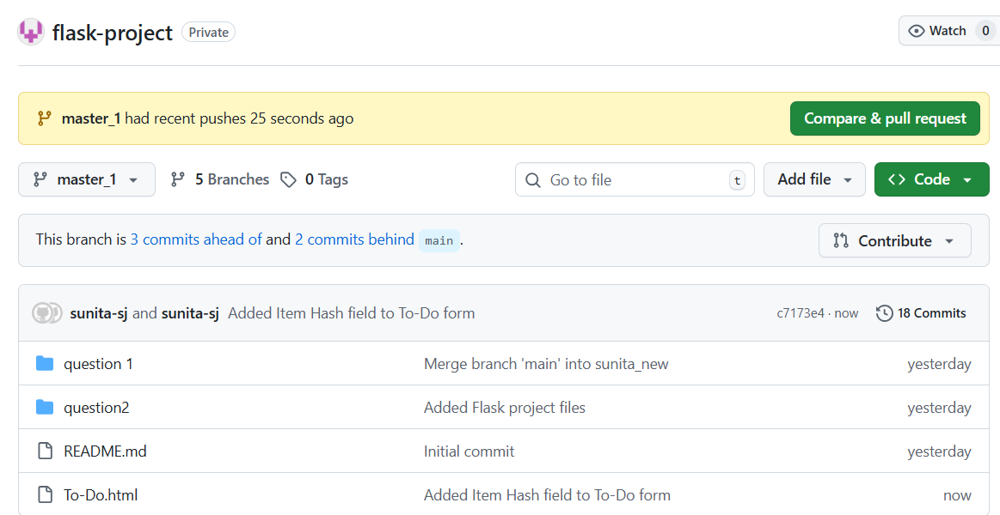 flask-project Private Watch 0
master_1 had recent pushes 25 seconds ago Compare & pull request
master_1 5 Branches 0 Tags Go to file t Add file <> Code
This branch is 3 commits ahead of and 2 commits behind main . Contribute
sunita-sj and sunita-sj Added Item Hash field to To-Do form c7173e4 · now 18 Commits
question 1 Merge branch 'main' into sunita_new yesterday
question2 Added Flask project files yesterday
README.md Initial commit yesterday
To-Do.html Added Item Hash field to To-Do form now